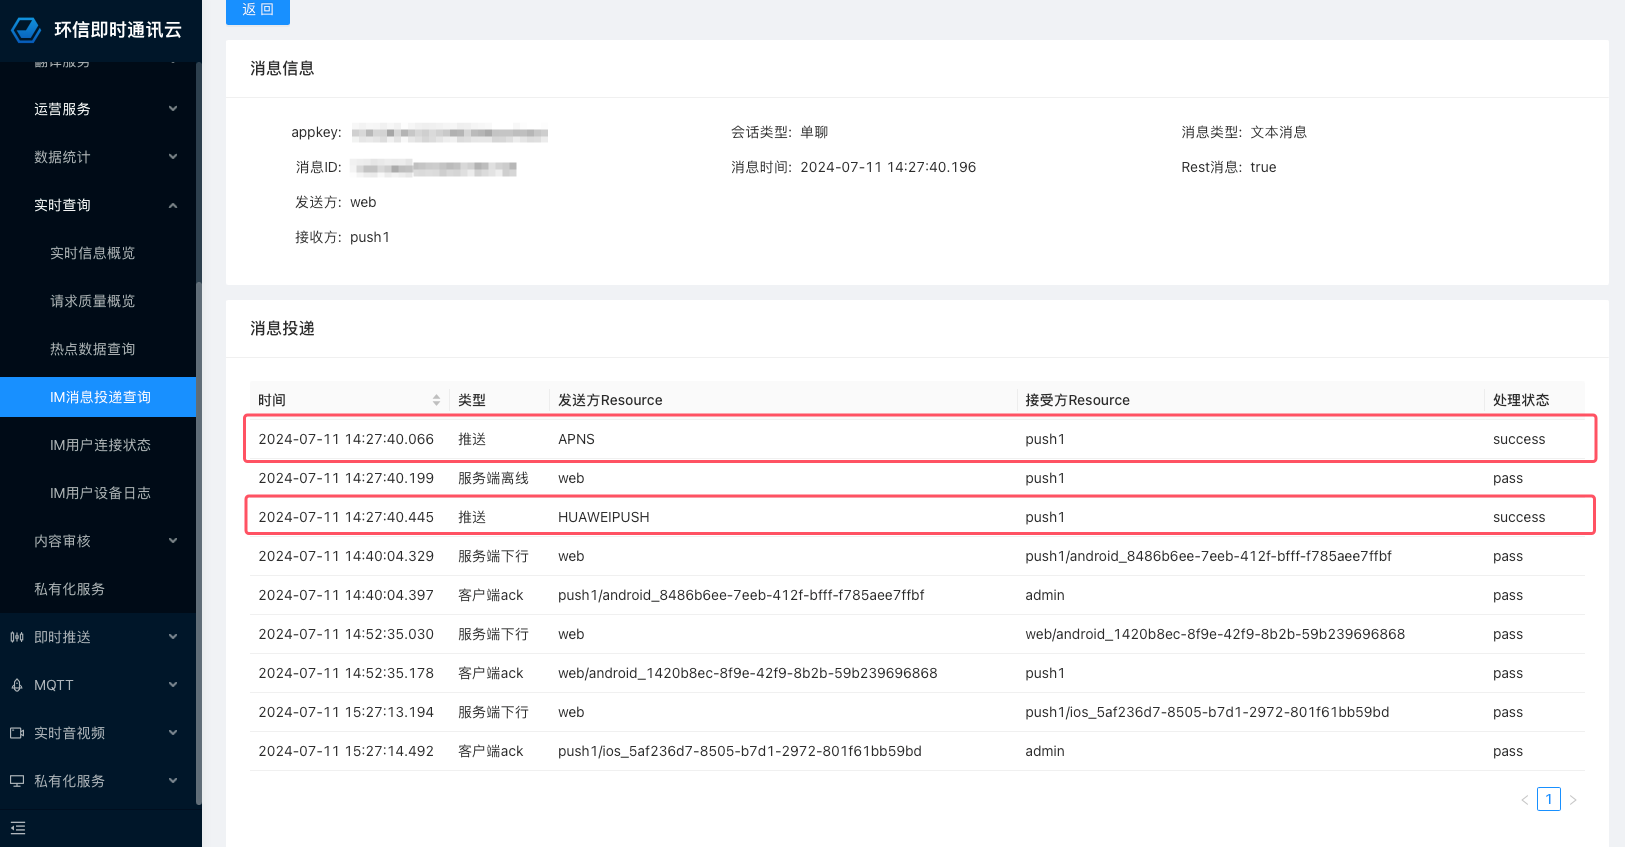 环信即时通讯云
翻译服务
运营服务
数据统计
实时查询
实时信息概览
请求质量概览
热点数据查询
IM消息投递查询
IM用户连接状态
IM用户设备日志
内容审核
私有化服务
即时推送
MQTT
实时音视频
私有化服务
返 回
消息信息
appkey: 会话类型: 单聊 消息类型: 文本消息
消息ID: 消息时间: 2024-07-11 14:27:40.196 Rest消息: true
发送方: web
接收方: push1
消息投递
时间 类型 发送方Resource 接受方Resource 处理状态
2024-07-11 14:27:40.066 推送 APNS push1 success
2024-07-11 14:27:40.199 服务端离线 web push1 pass
2024-07-11 14:27:40.445 推送 HUAWEIPUSH push1 success
2024-07-11 14:40:04.329 服务端下行 web push1/android_8486b6ee-7eeb-412f-bfff-f785aee7ffbf pass
2024-07-11 14:40:04.397 客户端ack push1/android_8486b6ee-7eeb-412f-bfff-f785aee7ffbf admin pass
2024-07-11 14:52:35.030 服务端下行 web web/android_1420b8ec-8f9e-42f9-8b2b-59b239696868 pass
2024-07-11 14:52:35.178 客户端ack web/android_1420b8ec-8f9e-42f9-8b2b-59b239696868 push1 pass
2024-07-11 15:27:13.194 服务端下行 web push1/ios_5af236d7-8505-b7d1-2972-801f61bb59bd pass
2024-07-11 15:27:14.492 客户端ack push1/ios_5af236d7-8505-b7d1-2972-801f61bb59bd admin pass
1